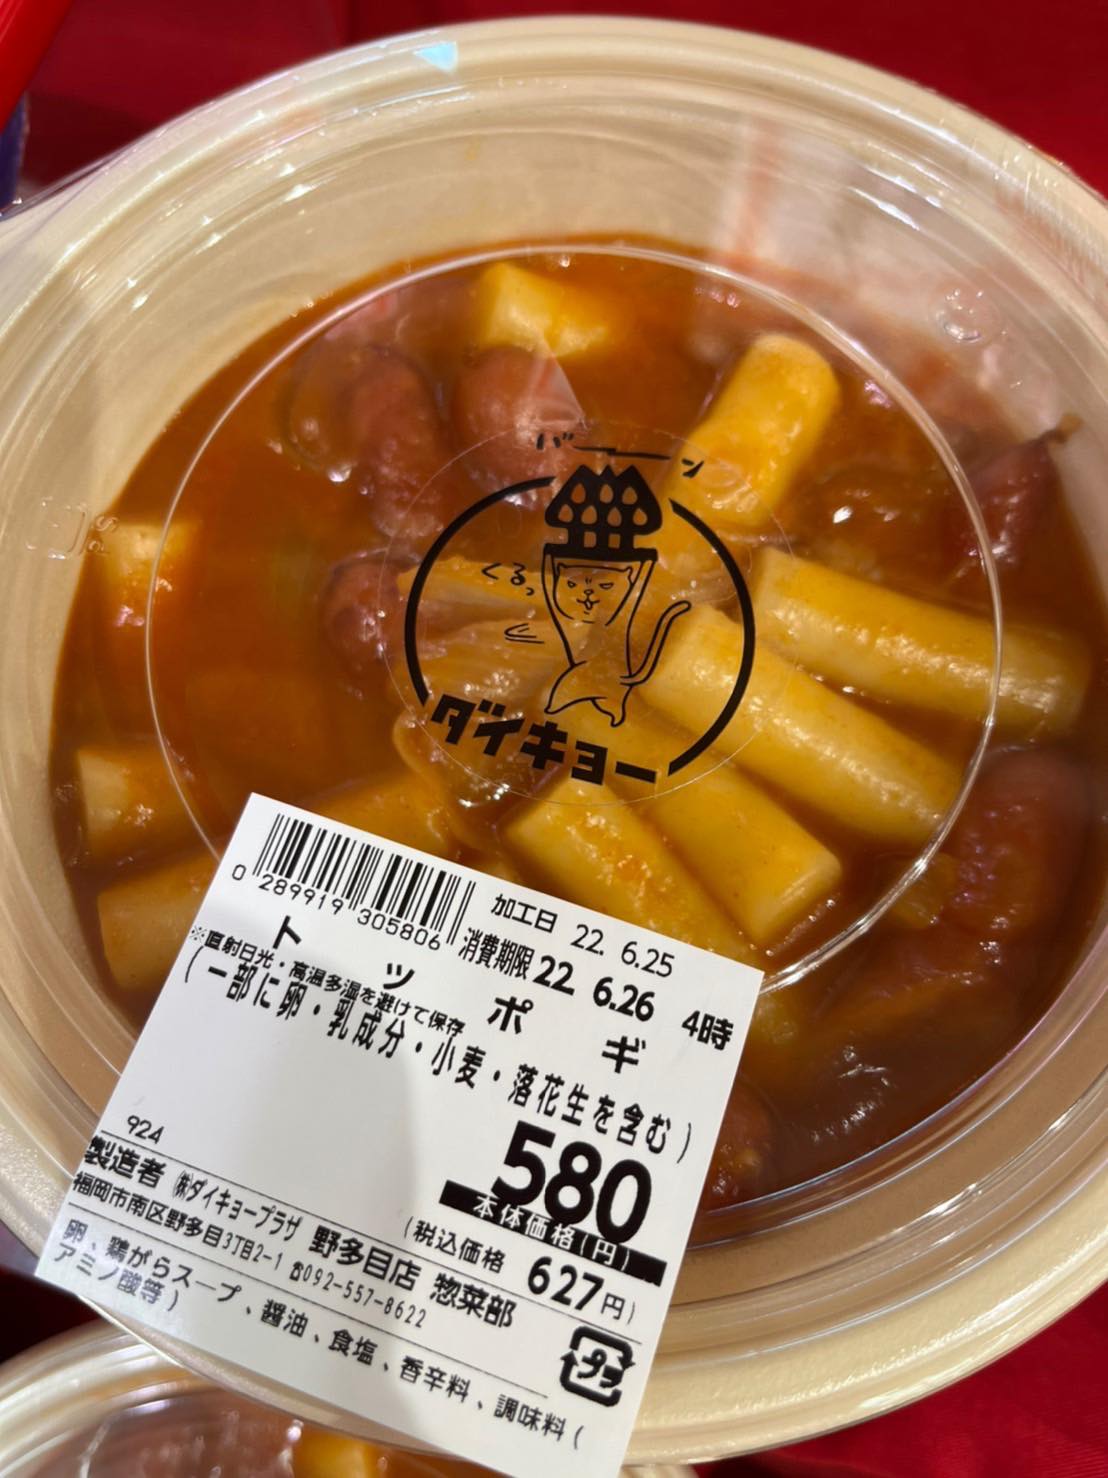 バーン
くるっ
ダイキョー
0 289919 305806
加工日 22. 6.25
消費期限 22 6.26 4時
トッポギ
※直射日光・高温多湿を避けて保存
(一部に卵・乳成分・小麦・落花生を含む)
580
本体価格(円)
(税込価格 627円)
924
製造者 ㈱ダイキョープラザ 野多目店 惣菜部
福岡市南区野多目3丁目2-1 ☎092-557-8622
卵、鶏がらスープ、醤油、食塩、香辛料、調味料(
アミノ酸等)
プラ